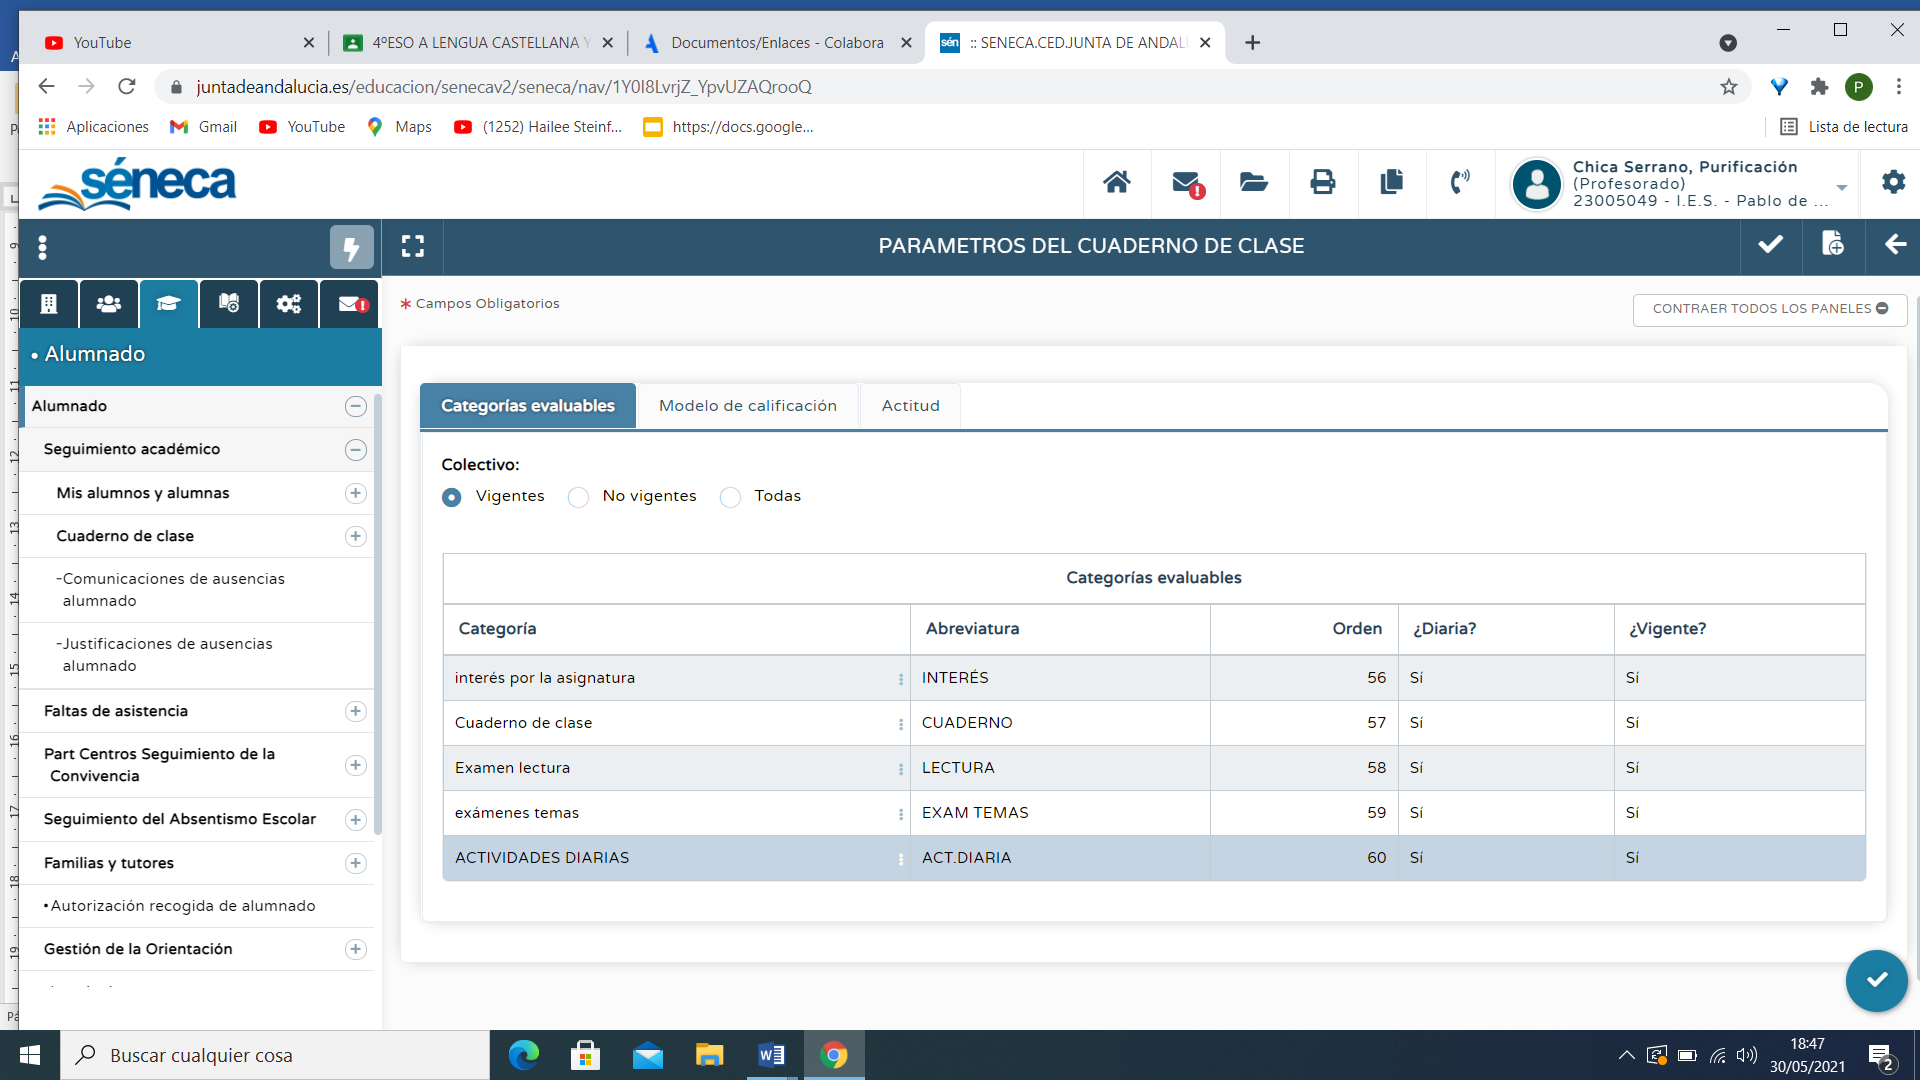 YouTube
4ºESO A LENGUA CASTELLANA Y
Documentos/Enlaces - Colabora
sén :: SENECA.CED.JUNTA DE ANDAL
juntadeandalucia.es/educacion/senecav2/seneca/nav/1Y0I8LvrjZ_YpvUZAQrooQ
P
Aplicaciones
Gmail
YouTube
Maps
(1252) Hailee Steinf...
https://docs.google...
Lista de lectura
séneca
Chica Serrano, Purificación
(Profesorado)
23005049 - I.E.S. - Pablo de ...
PARAMETROS DEL CUADERNO DE CLASE
* Campos Obligatorios
CONTRAER TODOS LOS PANELES
• Alumnado
Alumnado
Seguimiento académico
Mis alumnos y alumnas
Cuaderno de clase
-Comunicaciones de ausencias
alumnado
-Justificaciones de ausencias
alumnado
Faltas de asistencia
Part Centros Seguimiento de la
Convivencia
Seguimiento del Absentismo Escolar
Familias y tutores
•Autorización recogida de alumnado
Gestión de la Orientación
Categorías evaluables
Modelo de calificación
Actitud
Colectivo:
Vigentes
No vigentes
Todas
Categorías evaluables
Categoría Abreviatura Orden ¿Diaria? ¿Vigente?
interés por la asignatura INTERÉS 56 Sí Sí
Cuaderno de clase CUADERNO 57 Sí Sí
Examen lectura LECTURA 58 Sí Sí
exámenes temas EXAM TEMAS 59 Sí Sí
ACTIVIDADES DIARIAS ACT.DIARIA 60 Sí Sí
Buscar cualquier cosa
18:47
30/05/2021
2